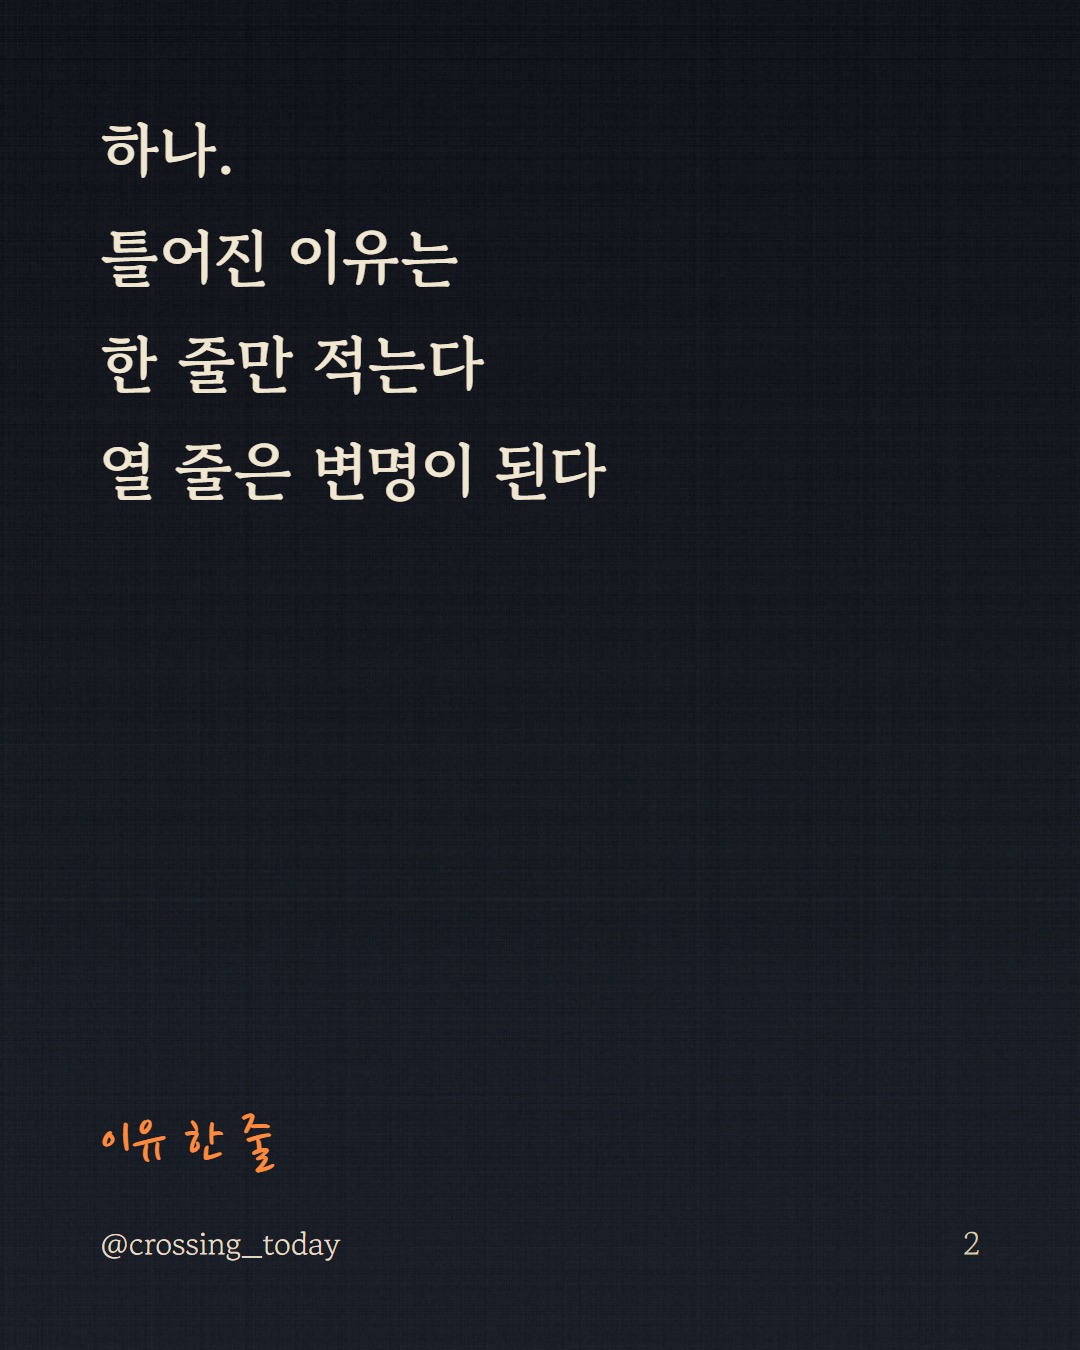 하나.
틀어진 이유는
한 줄만 적는다
열 줄은 변명이 된다
이유 한 줄
@crossing_today
2